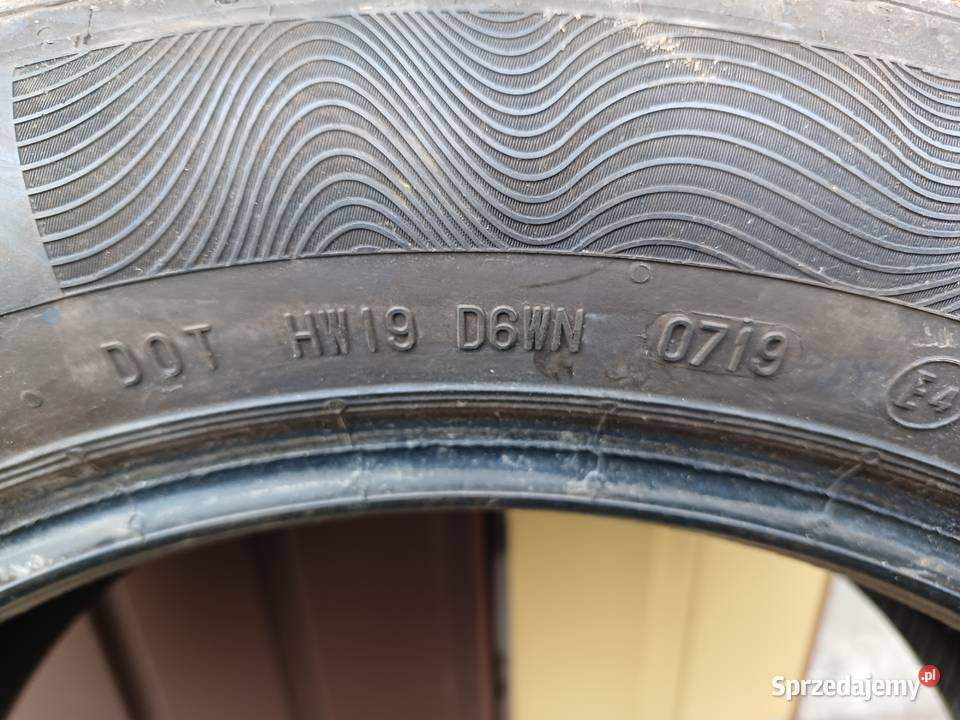 DOT HW19 D6WN 0719
E4
Sprzedajemy.pl